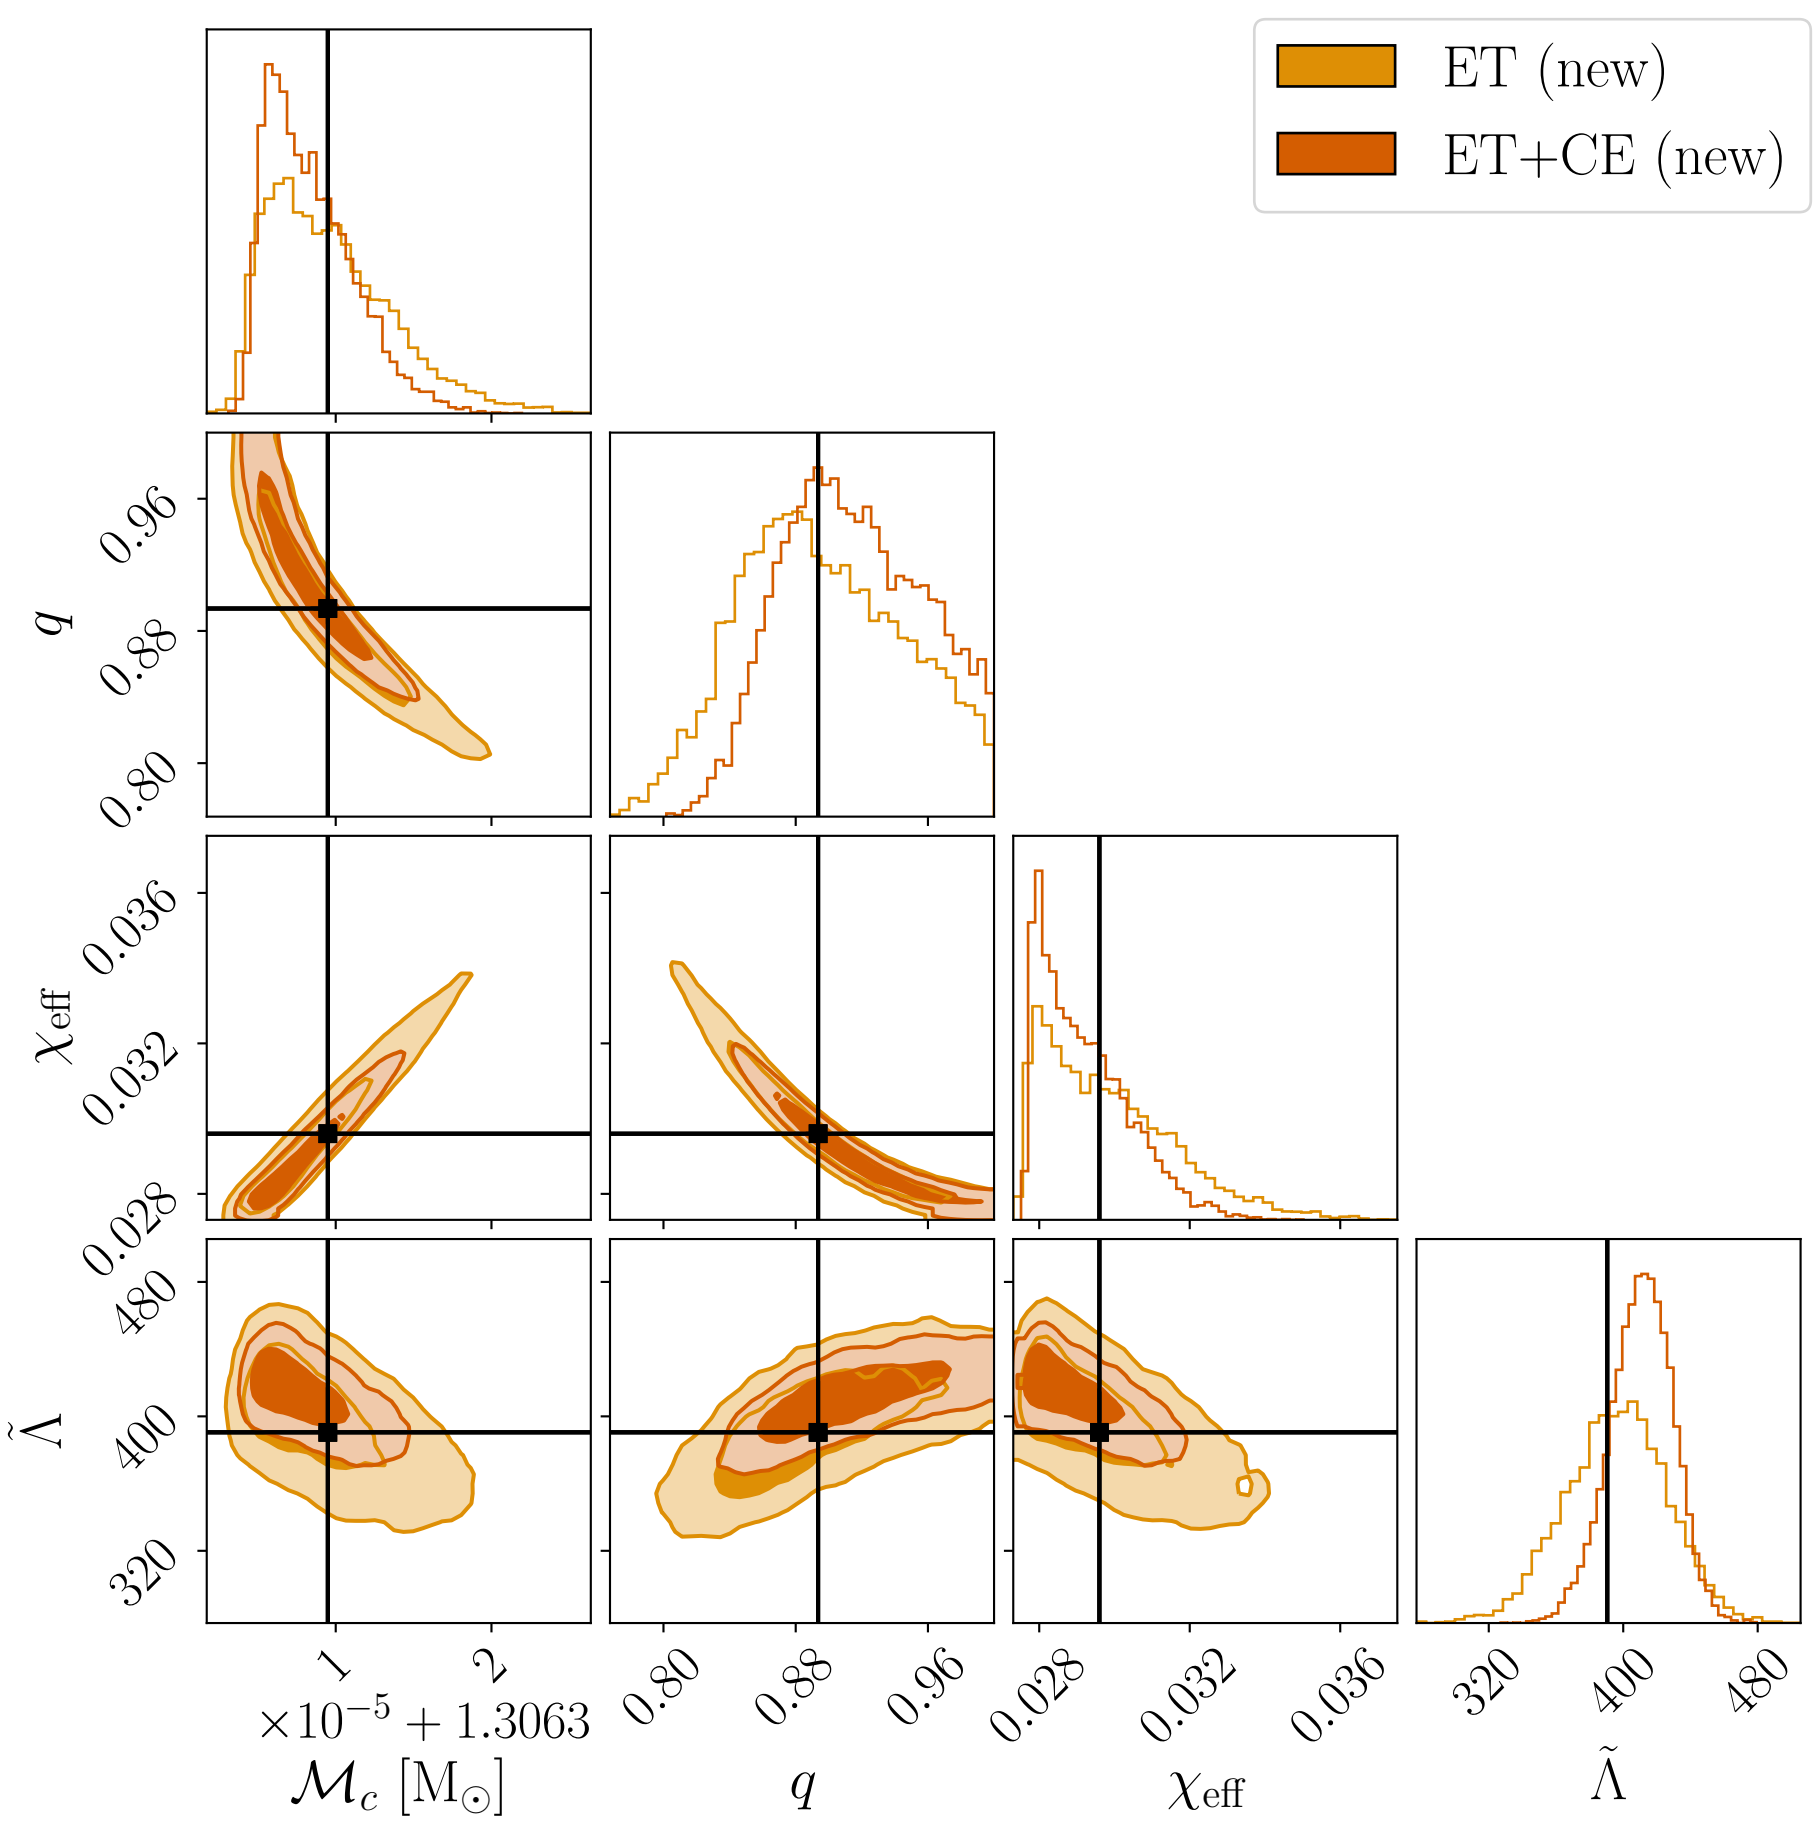 ET (new)
ET+CE (new)
q
0.96
0.88
0.80
χeff
0.036
0.032
0.028
Λ̃
480
400
320
1 2
×10⁻⁵ + 1.3063
ℳc [M⊙]
0.80 0.88 0.96
q
0.028 0.032 0.036
χeff
320 400 480
Λ̃